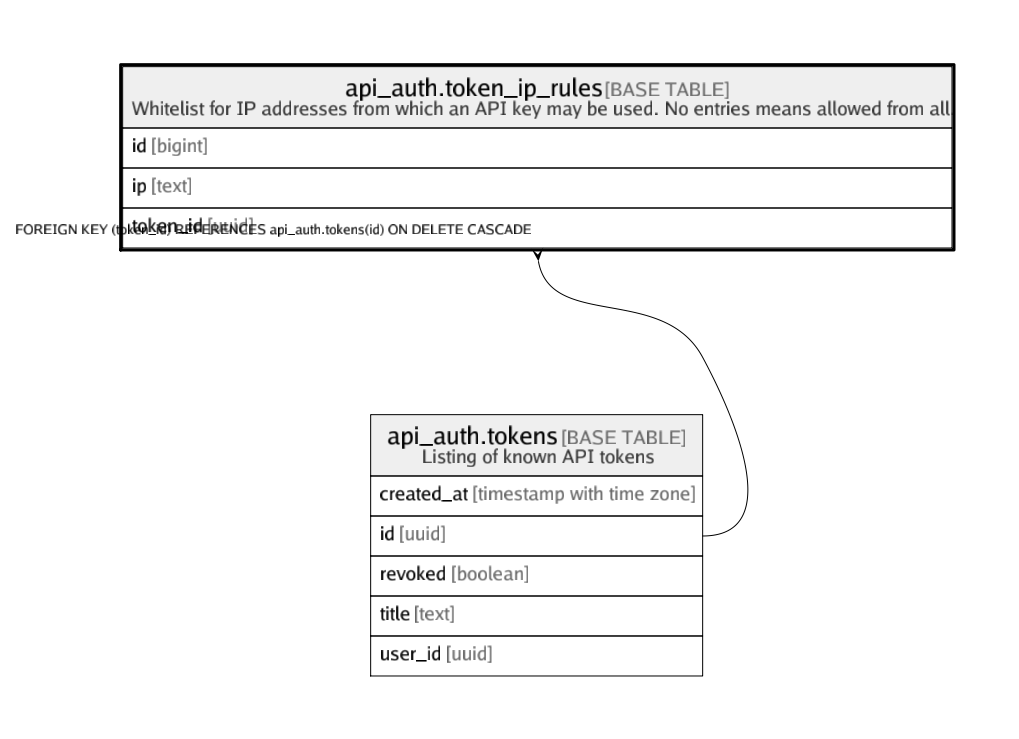 api_auth.token_ip_rules [BASE TABLE]
Whitelist for IP addresses from which an API key may be used. No entries means allowed from all.
id [bigint]
ip [text]
token_id [uuid]
FOREIGN KEY (token_id) REFERENCES api_auth.tokens(id) ON DELETE CASCADE
api_auth.tokens [BASE TABLE]
Listing of known API tokens
created_at [timestamp with time zone]
id [uuid]
revoked [boolean]
title [text]
user_id [uuid]